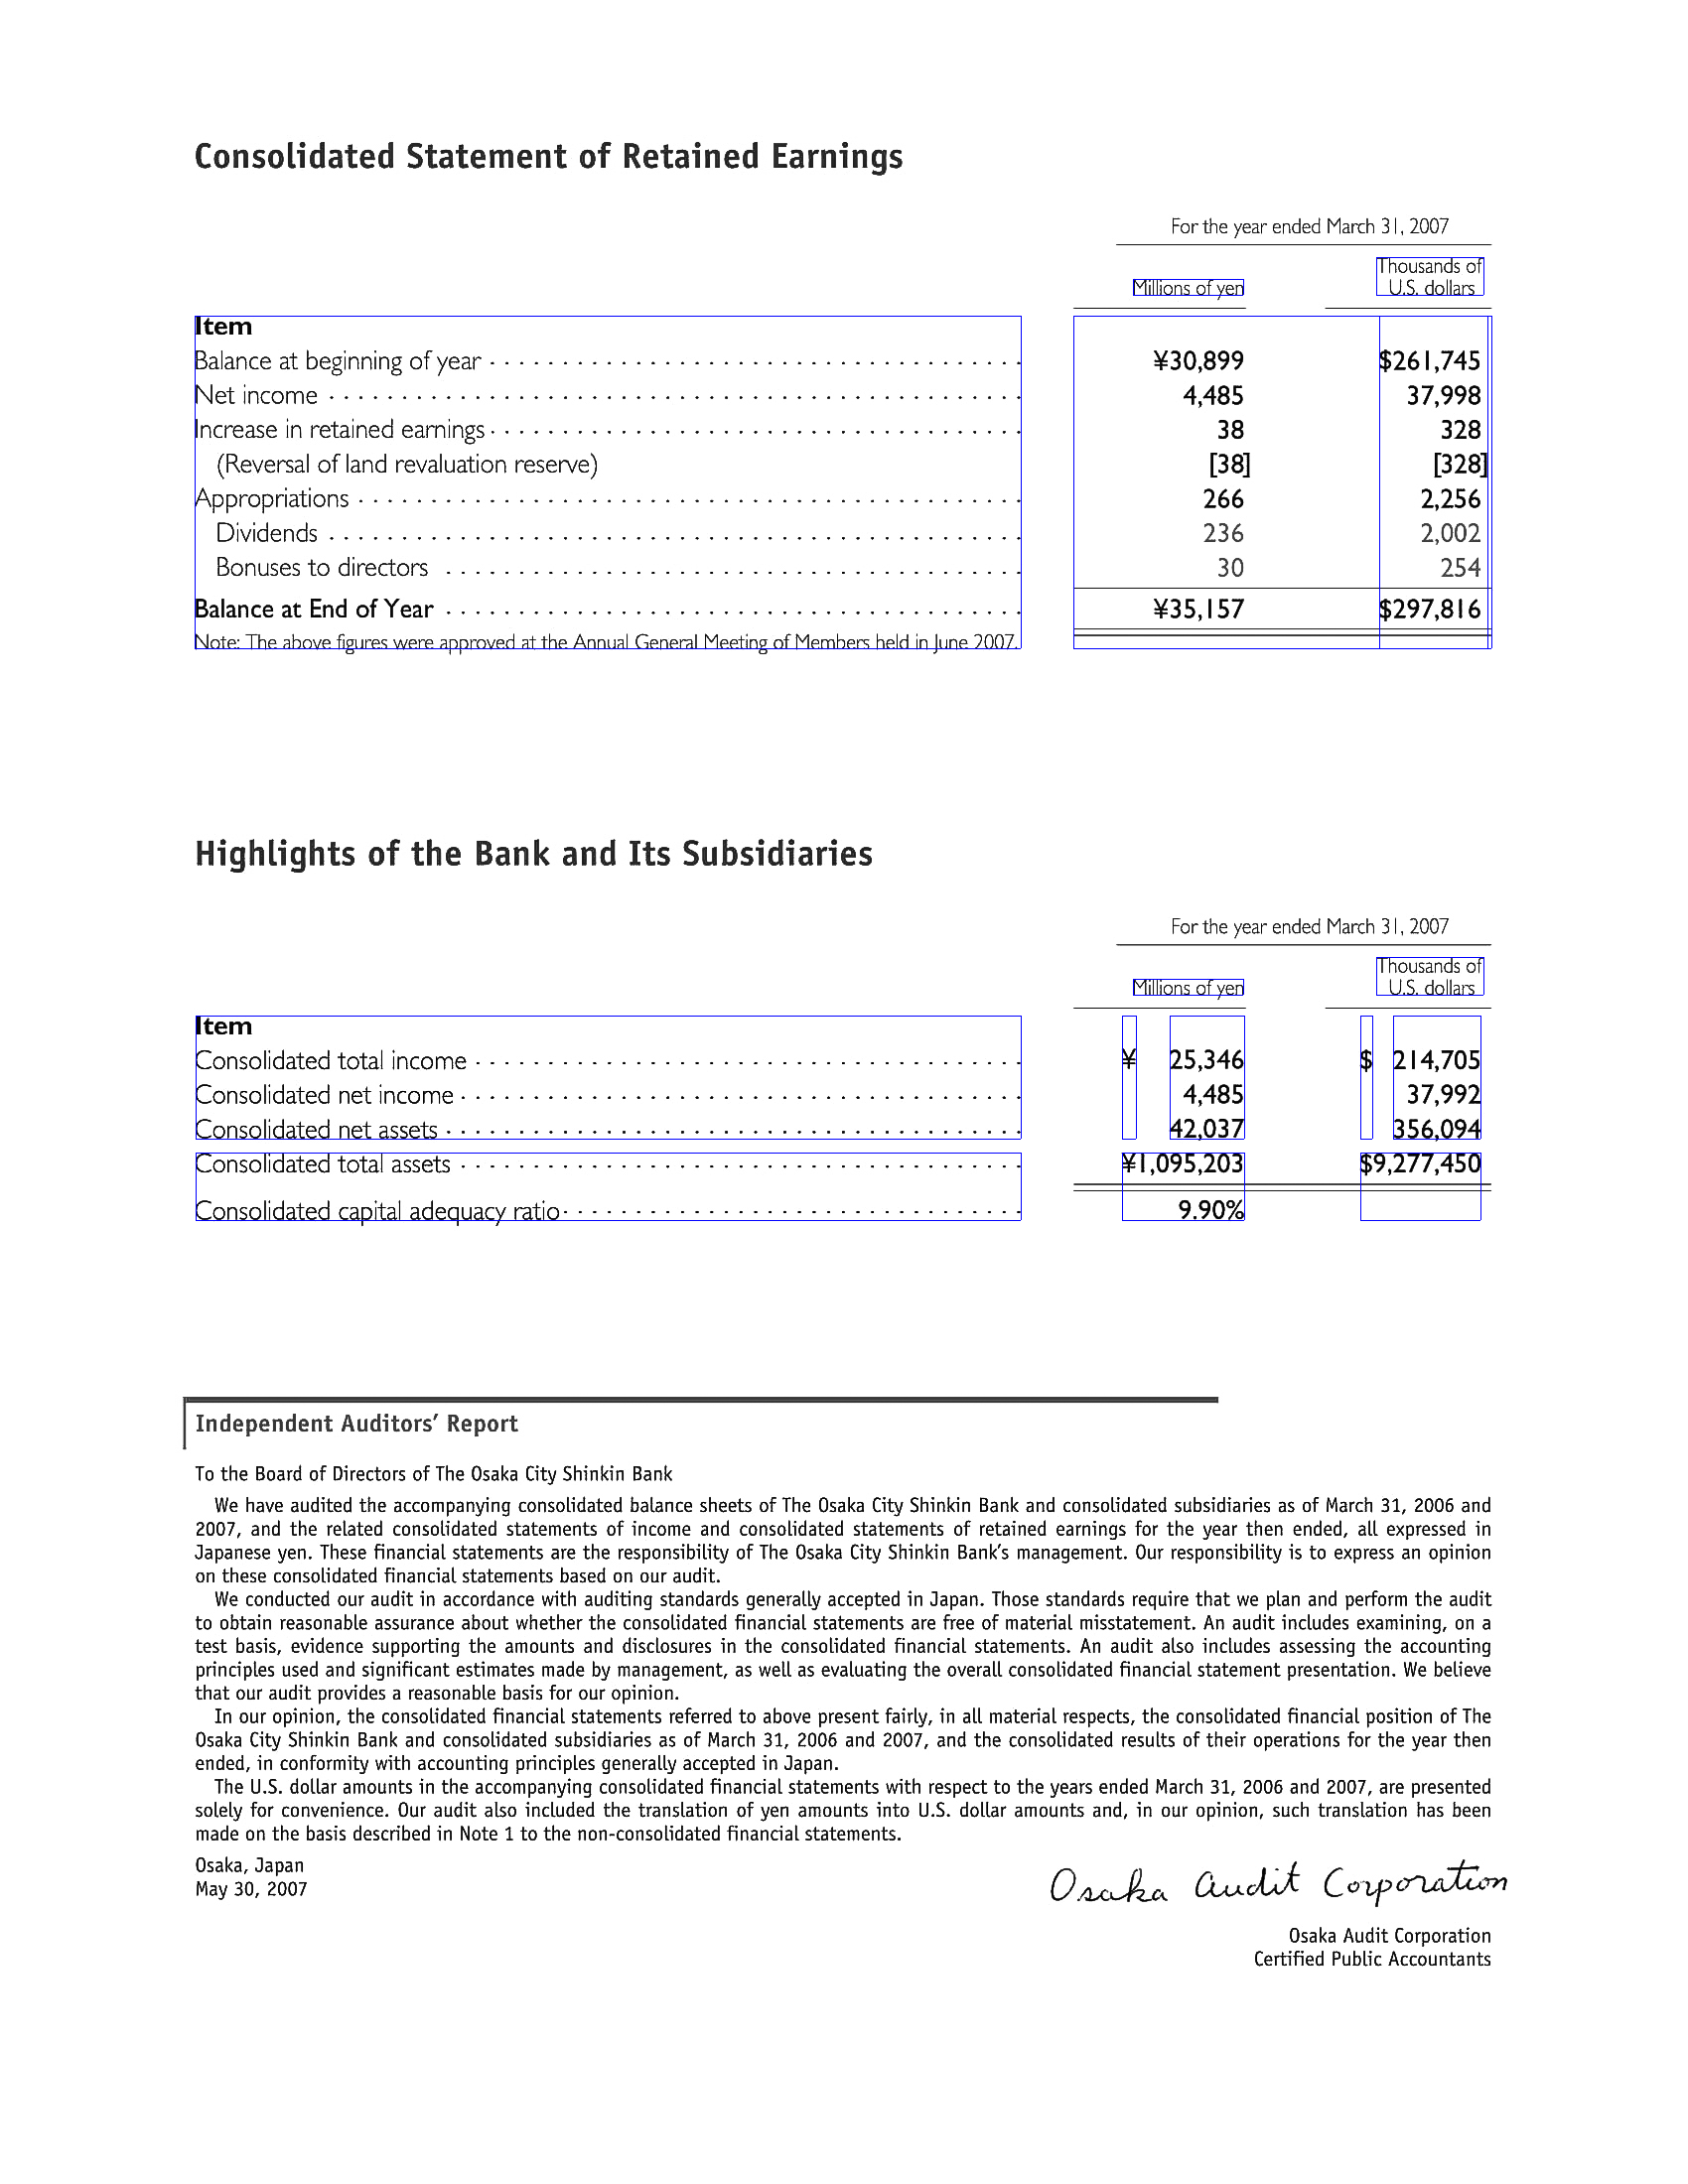 Consolidated Statement of Retained Earnings
For the year ended March 31, 2007
Millions of yen
Thousands of
U.S. dollars
Item
Balance at beginning of year ¥30,899 $261,745
Net income 4,485 37,998
Increase in retained earnings 38 328
(Reversal of land revaluation reserve) [38] [328]
Appropriations 266 2,256
Dividends 236 2,002
Bonuses to directors 30 254
Balance at End of Year ¥35,157 $297,816
Note: The above figures were approved at the Annual General Meeting of Members held in June 2007.
Highlights of the Bank and Its Subsidiaries
For the year ended March 31, 2007
Millions of yen
Thousands of
U.S. dollars
Item
Consolidated total income ¥ 25,346 $ 214,705
Consolidated net income 4,485 37,992
Consolidated net assets 42,037 356,094
Consolidated total assets ¥1,095,203 $9,277,450
Consolidated capital adequacy ratio 9.90%
Independent Auditors' Report
To the Board of Directors of The Osaka City Shinkin Bank
We have audited the accompanying consolidated balance sheets of The Osaka City Shinkin Bank and consolidated subsidiaries as of March 31, 2006 and
2007, and the related consolidated statements of income and consolidated statements of retained earnings for the year then ended, all expressed in
Japanese yen. These financial statements are the responsibility of The Osaka City Shinkin Bank's management. Our responsibility is to express an opinion
on these consolidated financial statements based on our audit.
We conducted our audit in accordance with auditing standards generally accepted in Japan. Those standards require that we plan and perform the audit
to obtain reasonable assurance about whether the consolidated financial statements are free of material misstatement. An audit includes examining, on a
test basis, evidence supporting the amounts and disclosures in the consolidated financial statements. An audit also includes assessing the accounting
principles used and significant estimates made by management, as well as evaluating the overall consolidated financial statement presentation. We believe
that our audit provides a reasonable basis for our opinion.
In our opinion, the consolidated financial statements referred to above present fairly, in all material respects, the consolidated financial position of The
Osaka City Shinkin Bank and consolidated subsidiaries as of March 31, 2006 and 2007, and the consolidated results of their operations for the year then
ended, in conformity with accounting principles generally accepted in Japan.
The U.S. dollar amounts in the accompanying consolidated financial statements with respect to the years ended March 31, 2006 and 2007, are presented
solely for convenience. Our audit also included the translation of yen amounts into U.S. dollar amounts and, in our opinion, such translation has been
made on the basis described in Note 1 to the non-consolidated financial statements.
Osaka, Japan
May 30, 2007
Osaka Audit Corporation
Osaka Audit Corporation
Certified Public Accountants